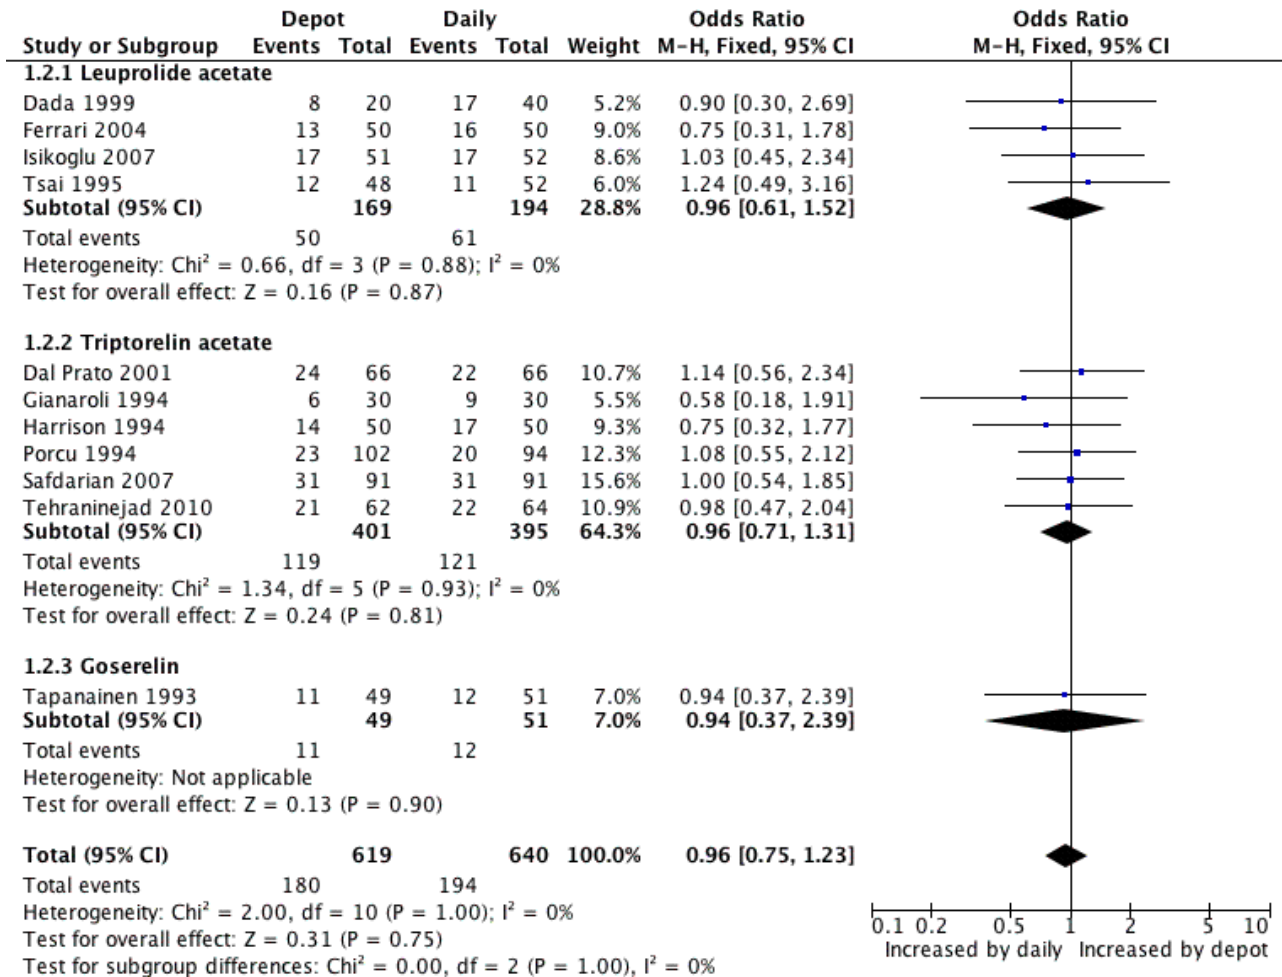 Depot Daily Odds Ratio Odds Ratio
Study or Subgroup Events Total Events Total Weight M-H, Fixed, 95% CI M-H, Fixed, 95% CI
1.2.1 Leuprolide acetate
Dada 1999 8 20 17 40 5.2% 0.90 [0.30, 2.69]
Ferrari 2004 13 50 16 50 9.0% 0.75 [0.31, 1.78]
Isikoglu 2007 17 51 17 52 8.6% 1.03 [0.45, 2.34]
Tsai 1995 12 48 11 52 6.0% 1.24 [0.49, 3.16]
Subtotal (95% CI) 169 194 28.8% 0.96 [0.61, 1.52]
Total events 50 61
Heterogeneity: Chi² = 0.66, df = 3 (P = 0.88); I² = 0%
Test for overall effect: Z = 0.16 (P = 0.87)
1.2.2 Triptorelin acetate
Dal Prato 2001 24 66 22 66 10.7% 1.14 [0.56, 2.34]
Gianaroli 1994 6 30 9 30 5.5% 0.58 [0.18, 1.91]
Harrison 1994 14 50 17 50 9.3% 0.75 [0.32, 1.77]
Porcu 1994 23 102 20 94 12.3% 1.08 [0.55, 2.12]
Safdarian 2007 31 91 31 91 15.6% 1.00 [0.54, 1.85]
Tehraninejad 2010 21 62 22 64 10.9% 0.98 [0.47, 2.04]
Subtotal (95% CI) 401 395 64.3% 0.96 [0.71, 1.31]
Total events 119 121
Heterogeneity: Chi² = 1.34, df = 5 (P = 0.93); I² = 0%
Test for overall effect: Z = 0.24 (P = 0.81)
1.2.3 Goserelin
Tapanainen 1993 11 49 12 51 7.0% 0.94 [0.37, 2.39]
Subtotal (95% CI) 49 51 7.0% 0.94 [0.37, 2.39]
Total events 11 12
Heterogeneity: Not applicable
Test for overall effect: Z = 0.13 (P = 0.90)
Total (95% CI) 619 640 100.0% 0.96 [0.75, 1.23]
Total events 180 194
Heterogeneity: Chi² = 2.00, df = 10 (P = 1.00); I² = 0%
Test for overall effect: Z = 0.31 (P = 0.75)
Test for subgroup differences: Chi² = 0.00, df = 2 (P = 1.00), I² = 0%
0.1 0.2 0.5 1 2 5 10
Increased by daily Increased by depot